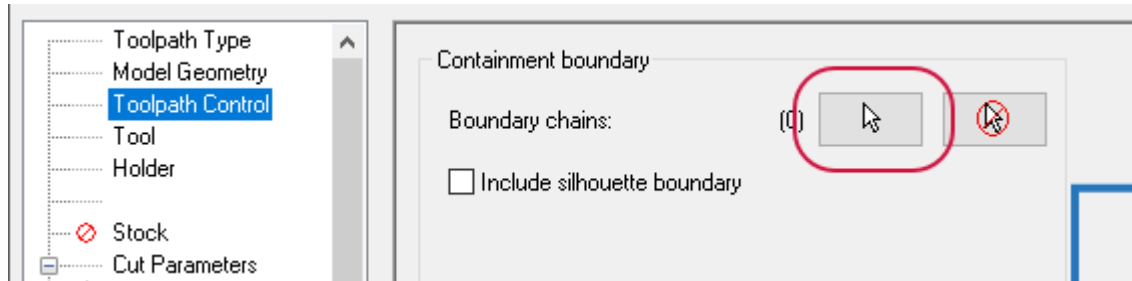 Toolpath Type
Model Geometry
Toolpath Control
Tool
Holder
Stock
Cut Parameters
Containment boundary
Boundary chains: (0)
Include silhouette boundary